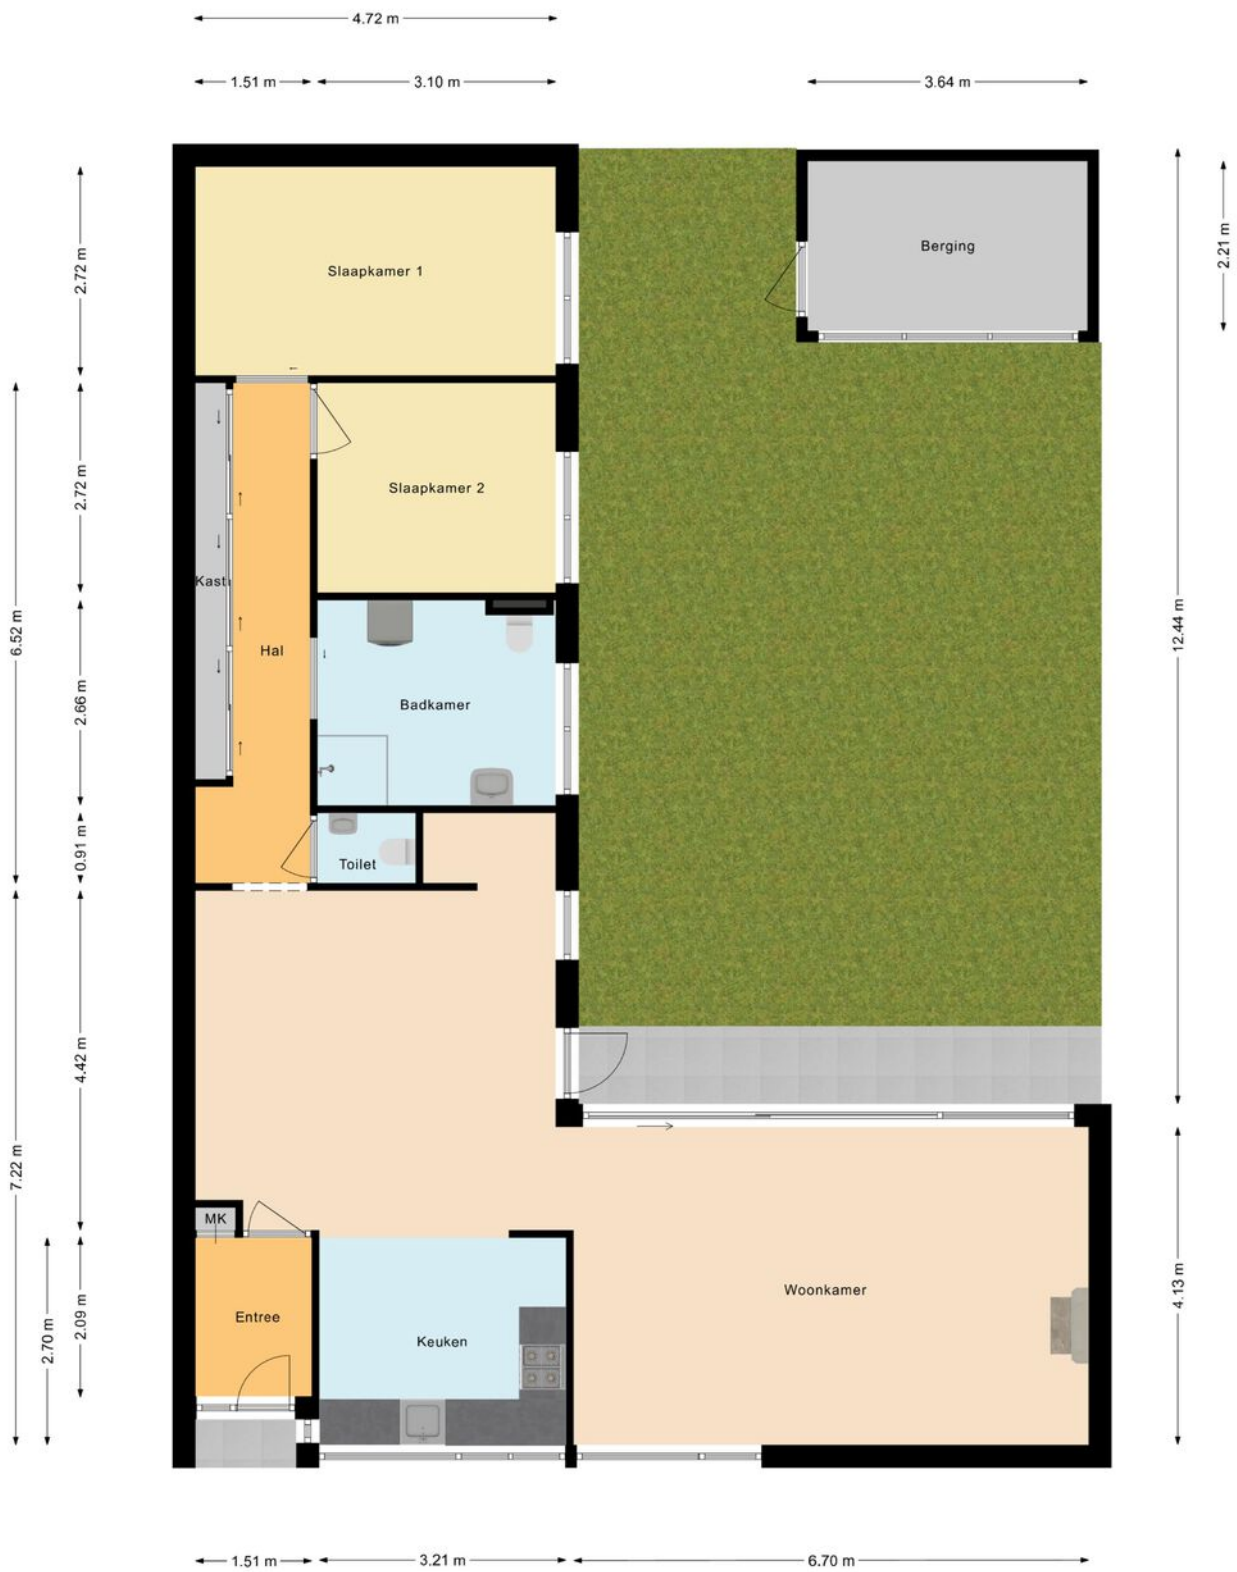 4.72 m
1.51 m
3.10 m
3.64 m
2.72 m
2.21 m
Berging
Slaapkamer 1
6.52 m
2.72 m
Slaapkamer 2
Kast
12.44 m
Hal
2.66 m
Badkamer
0.91 m
Toilet
7.22 m
4.42 m
MK
2.70 m
2.09 m
Entree
Keuken
Woonkamer
4.13 m
1.51 m
3.21 m
6.70 m